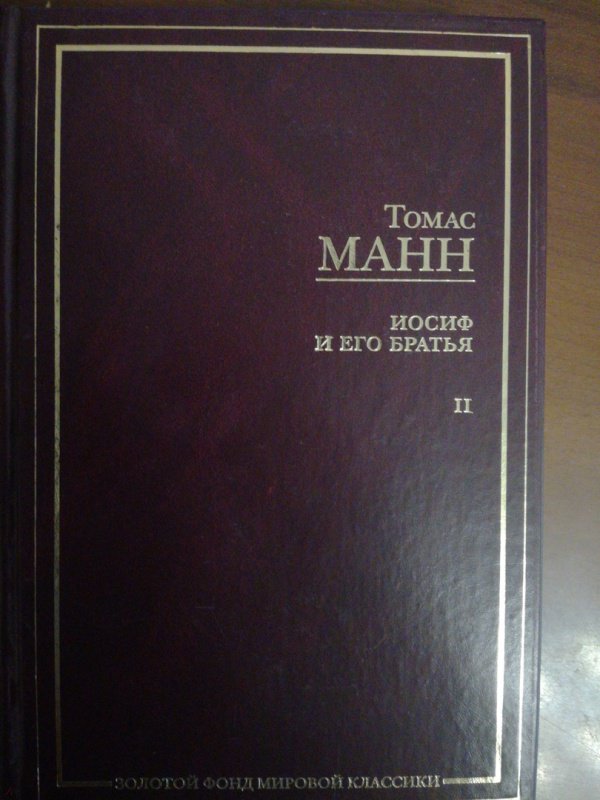 Томас
МАНН
ИОСИФ
И ЕГО БРАТЬЯ
II
ЗОЛОТОЙ ФОНД МИРОВОЙ КЛАССИКИ